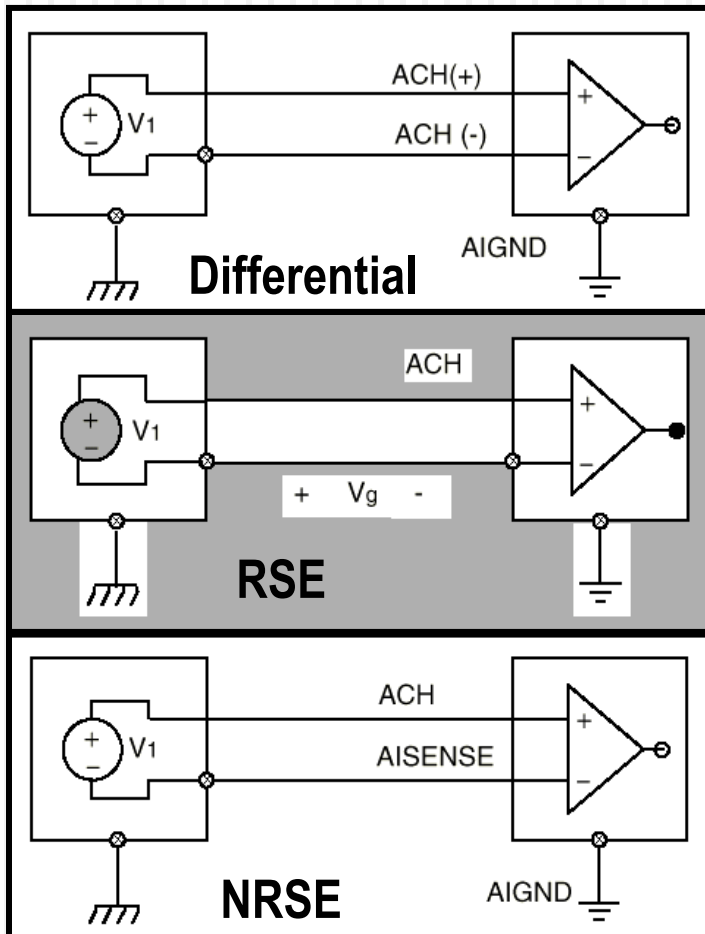 ACH(+)
+
V1
−
ACH (-)
+
−
AIGND
Differential
ACH
+
V1
−
+
−
+ Vg -
RSE
ACH
+
V1
−
AISENSE
+
−
AIGND
NRSE